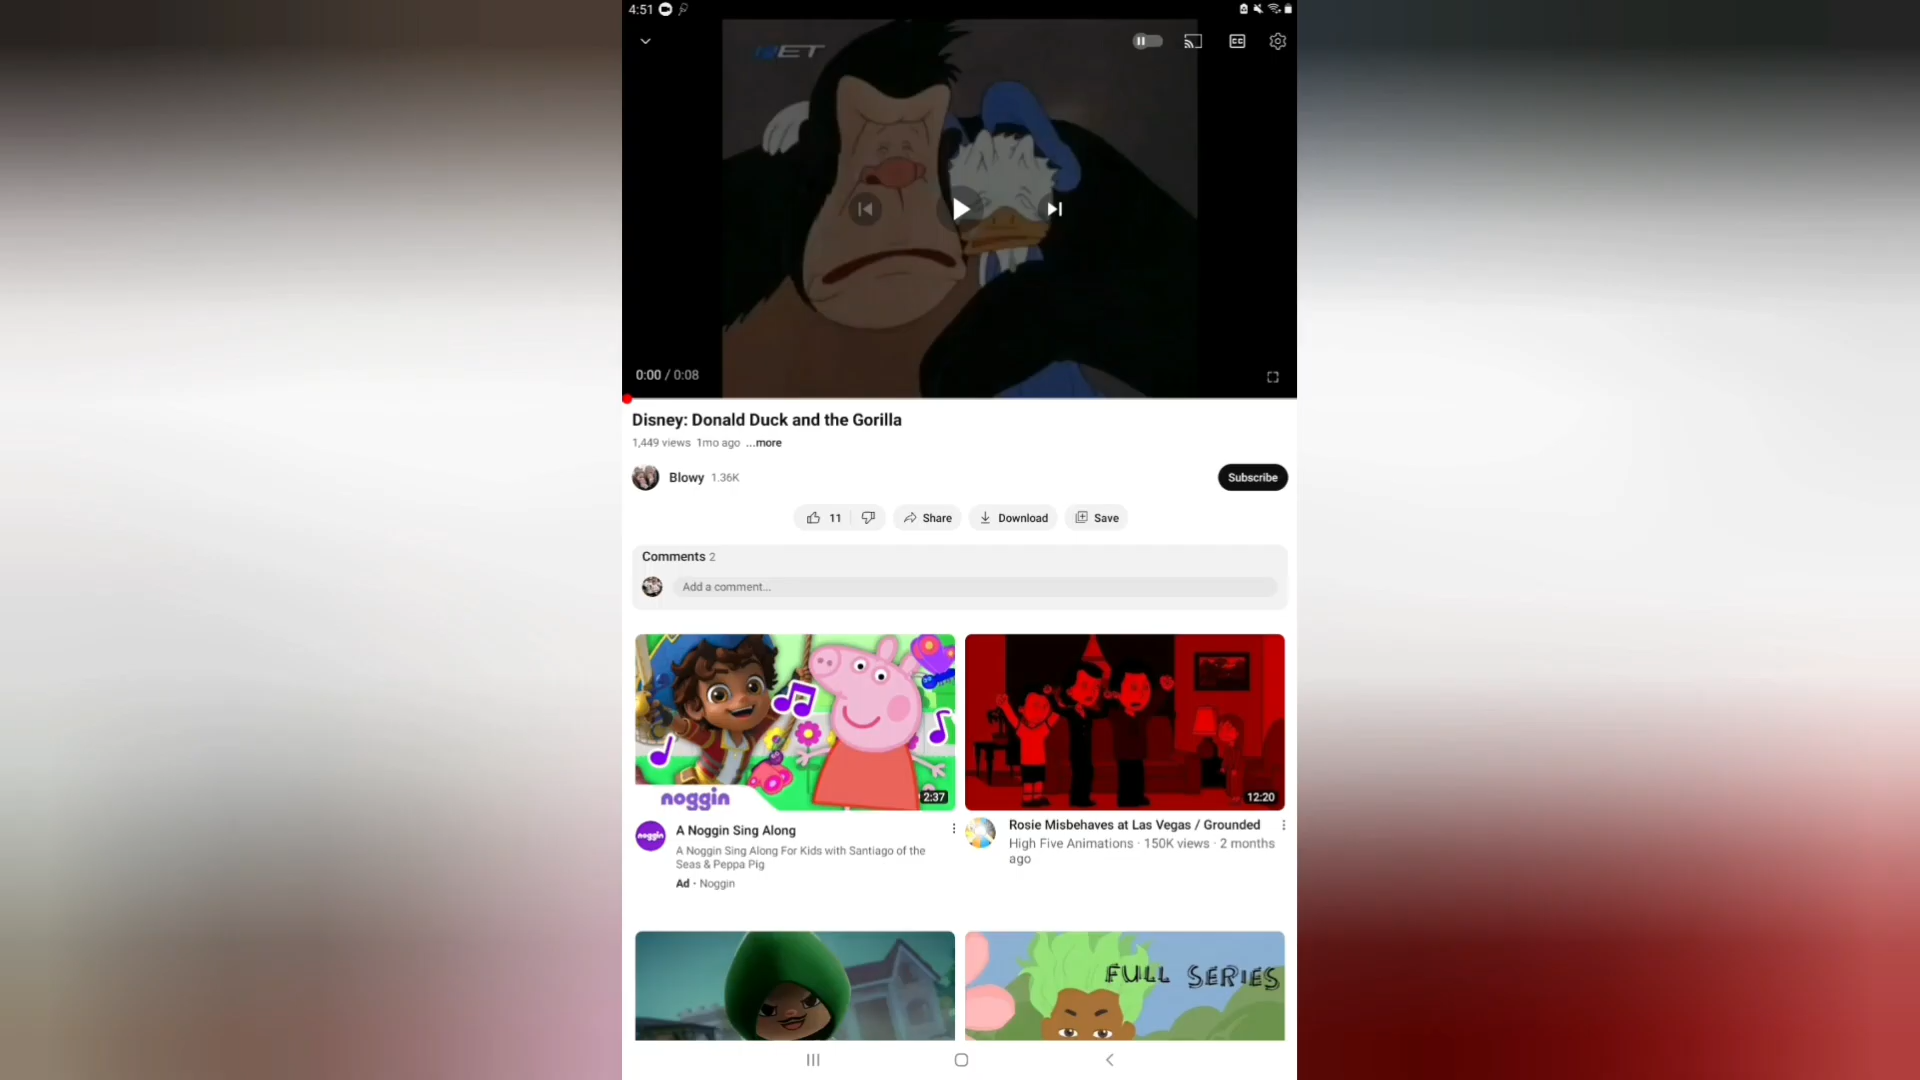 4:51
NET
0:00 / 0:08
Disney: Donald Duck and the Gorilla
1,449 views 1mo ago ...more
Blowy 1.36K
Subscribe
11
Share
Download
Save
Comments 2
Add a comment...
noggin
2:37
12:20
noggin
A Noggin Sing Along
A Noggin Sing Along For Kids with Santiago of the
Seas & Peppa Pig
Ad · Noggin
Rosie Misbehaves at Las Vegas / Grounded
High Five Animations · 150K views · 2 months
ago
FULL SERIES